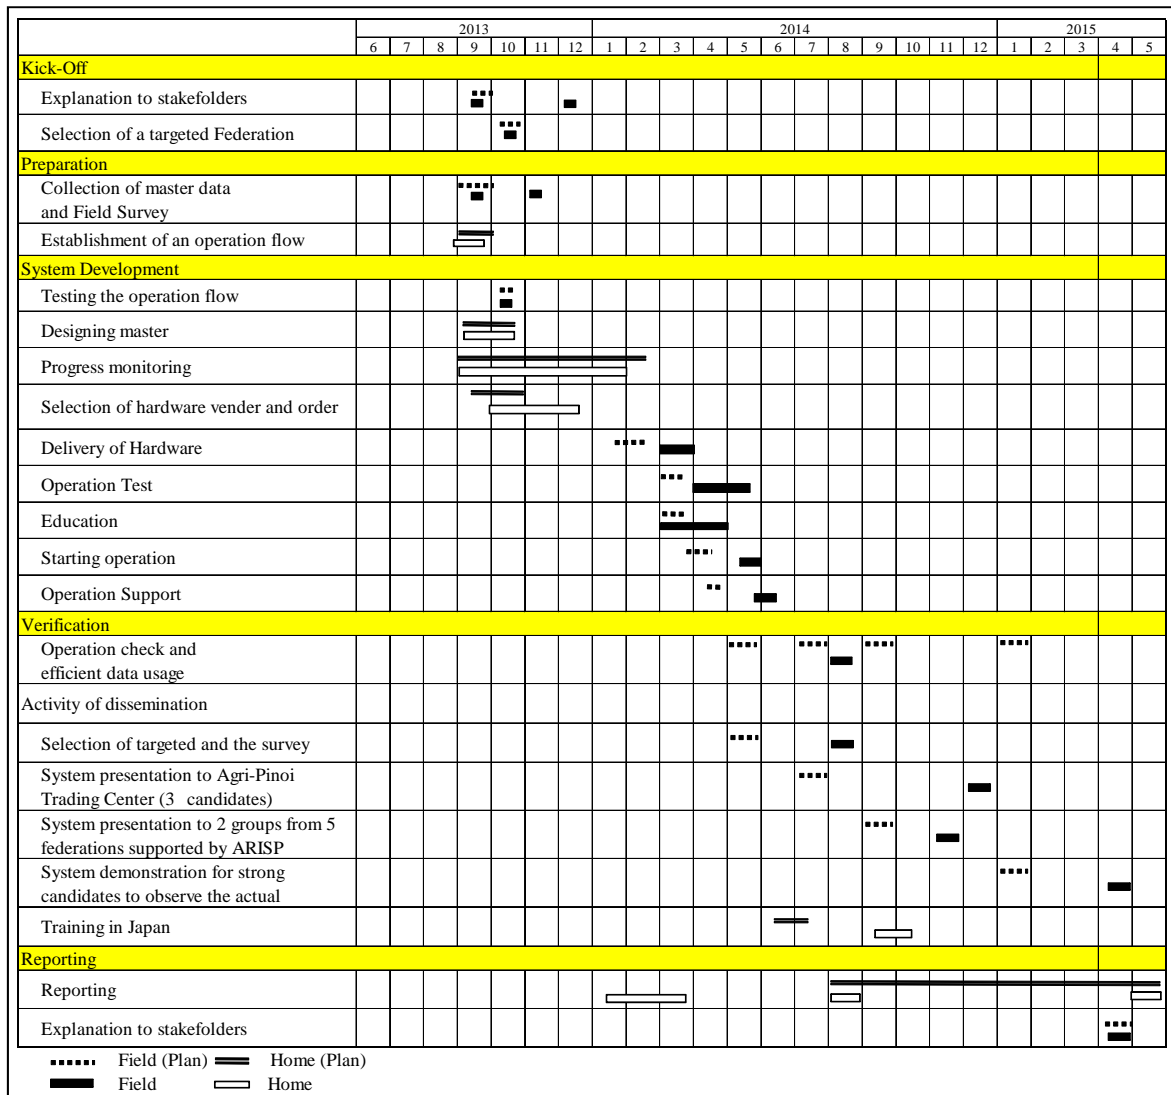 2013 2014 2015
6 7 8 9 10 11 12 1 2 3 4 5 6 7 8 9 10 11 12 1 2 3 4 5
Kick-Off
Explanation to stakefolders
Selection of a targeted Federation
Preparation
Collection of master data
and Field Survey
Establishment of an operation flow
System Development
Testing the operation flow
Designing master
Progress monitoring
Selection of hardware vender and order
Delivery of Hardware
Operation Test
Education
Starting operation
Operation Support
Verification
Operation check and
efficient data usage
Activity of dissemination
Selection of targeted and the survey
System presentation to Agri-Pinoi
Trading Center (3 candidates)
System presentation to 2 groups from 5
federations supported by ARISP
System demonstration for strong
candidates to observe the actual
Training in Japan
Reporting
Reporting
Explanation to stakefolders
Field (Plan) Home (Plan)
Field Home